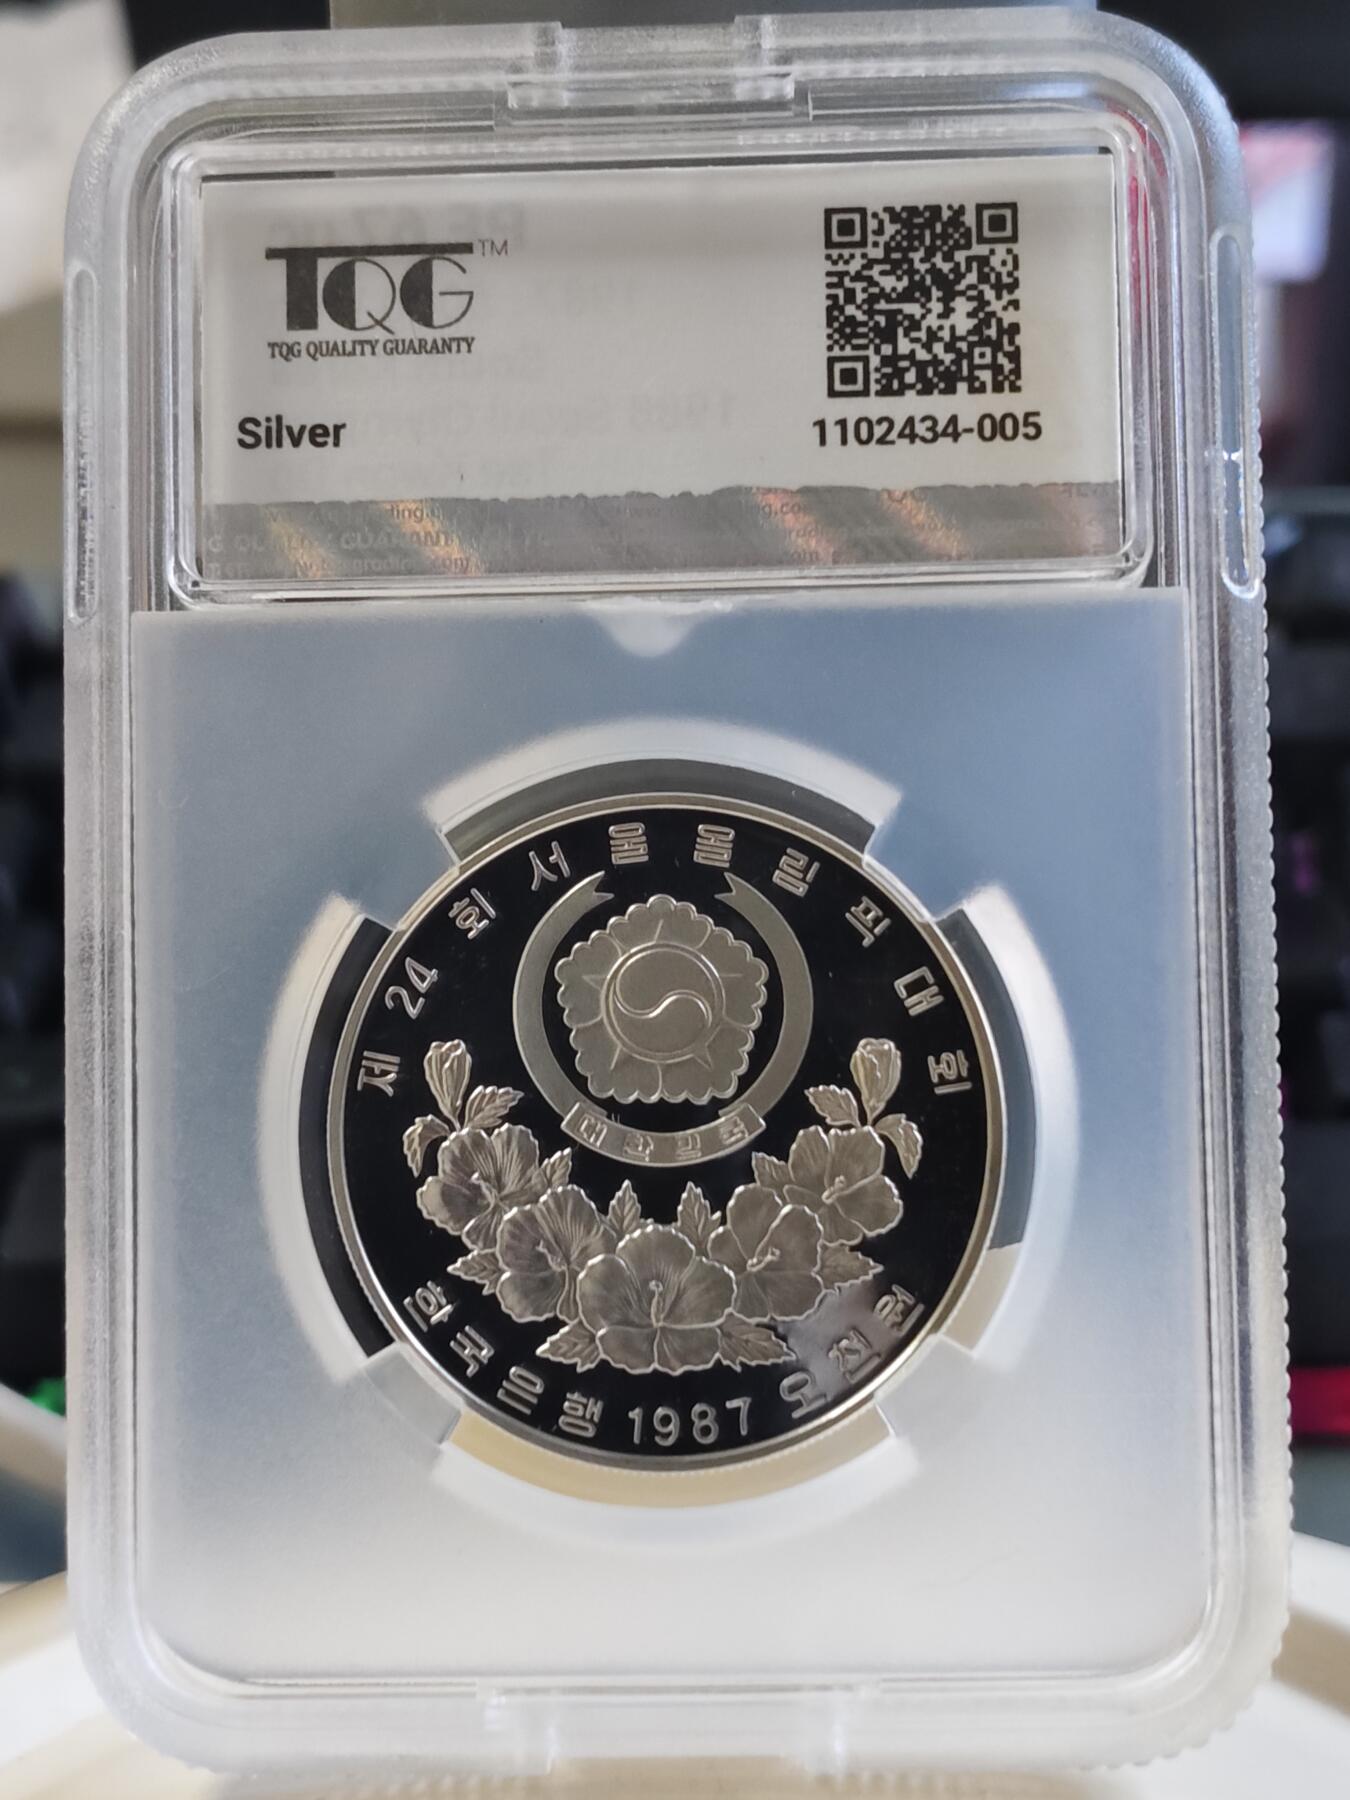 TQG™
TQG QUALITY GUARANTY
Silver
1102434-005
제 24 회 서울올림픽대회
대한민국
한국은행 1987 오천원